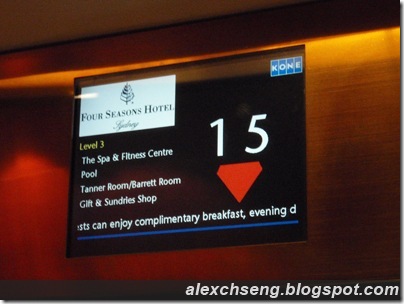 FOUR SEASONS HOTEL
Sydney
KONE
Level 3
The Spa & Fitness Centre
Pool
Tanner Room/Barrett Room
Gift & Sundries Shop
15
ests can enjoy complimentary breakfast, evening d
alexchseng.blogspot.com